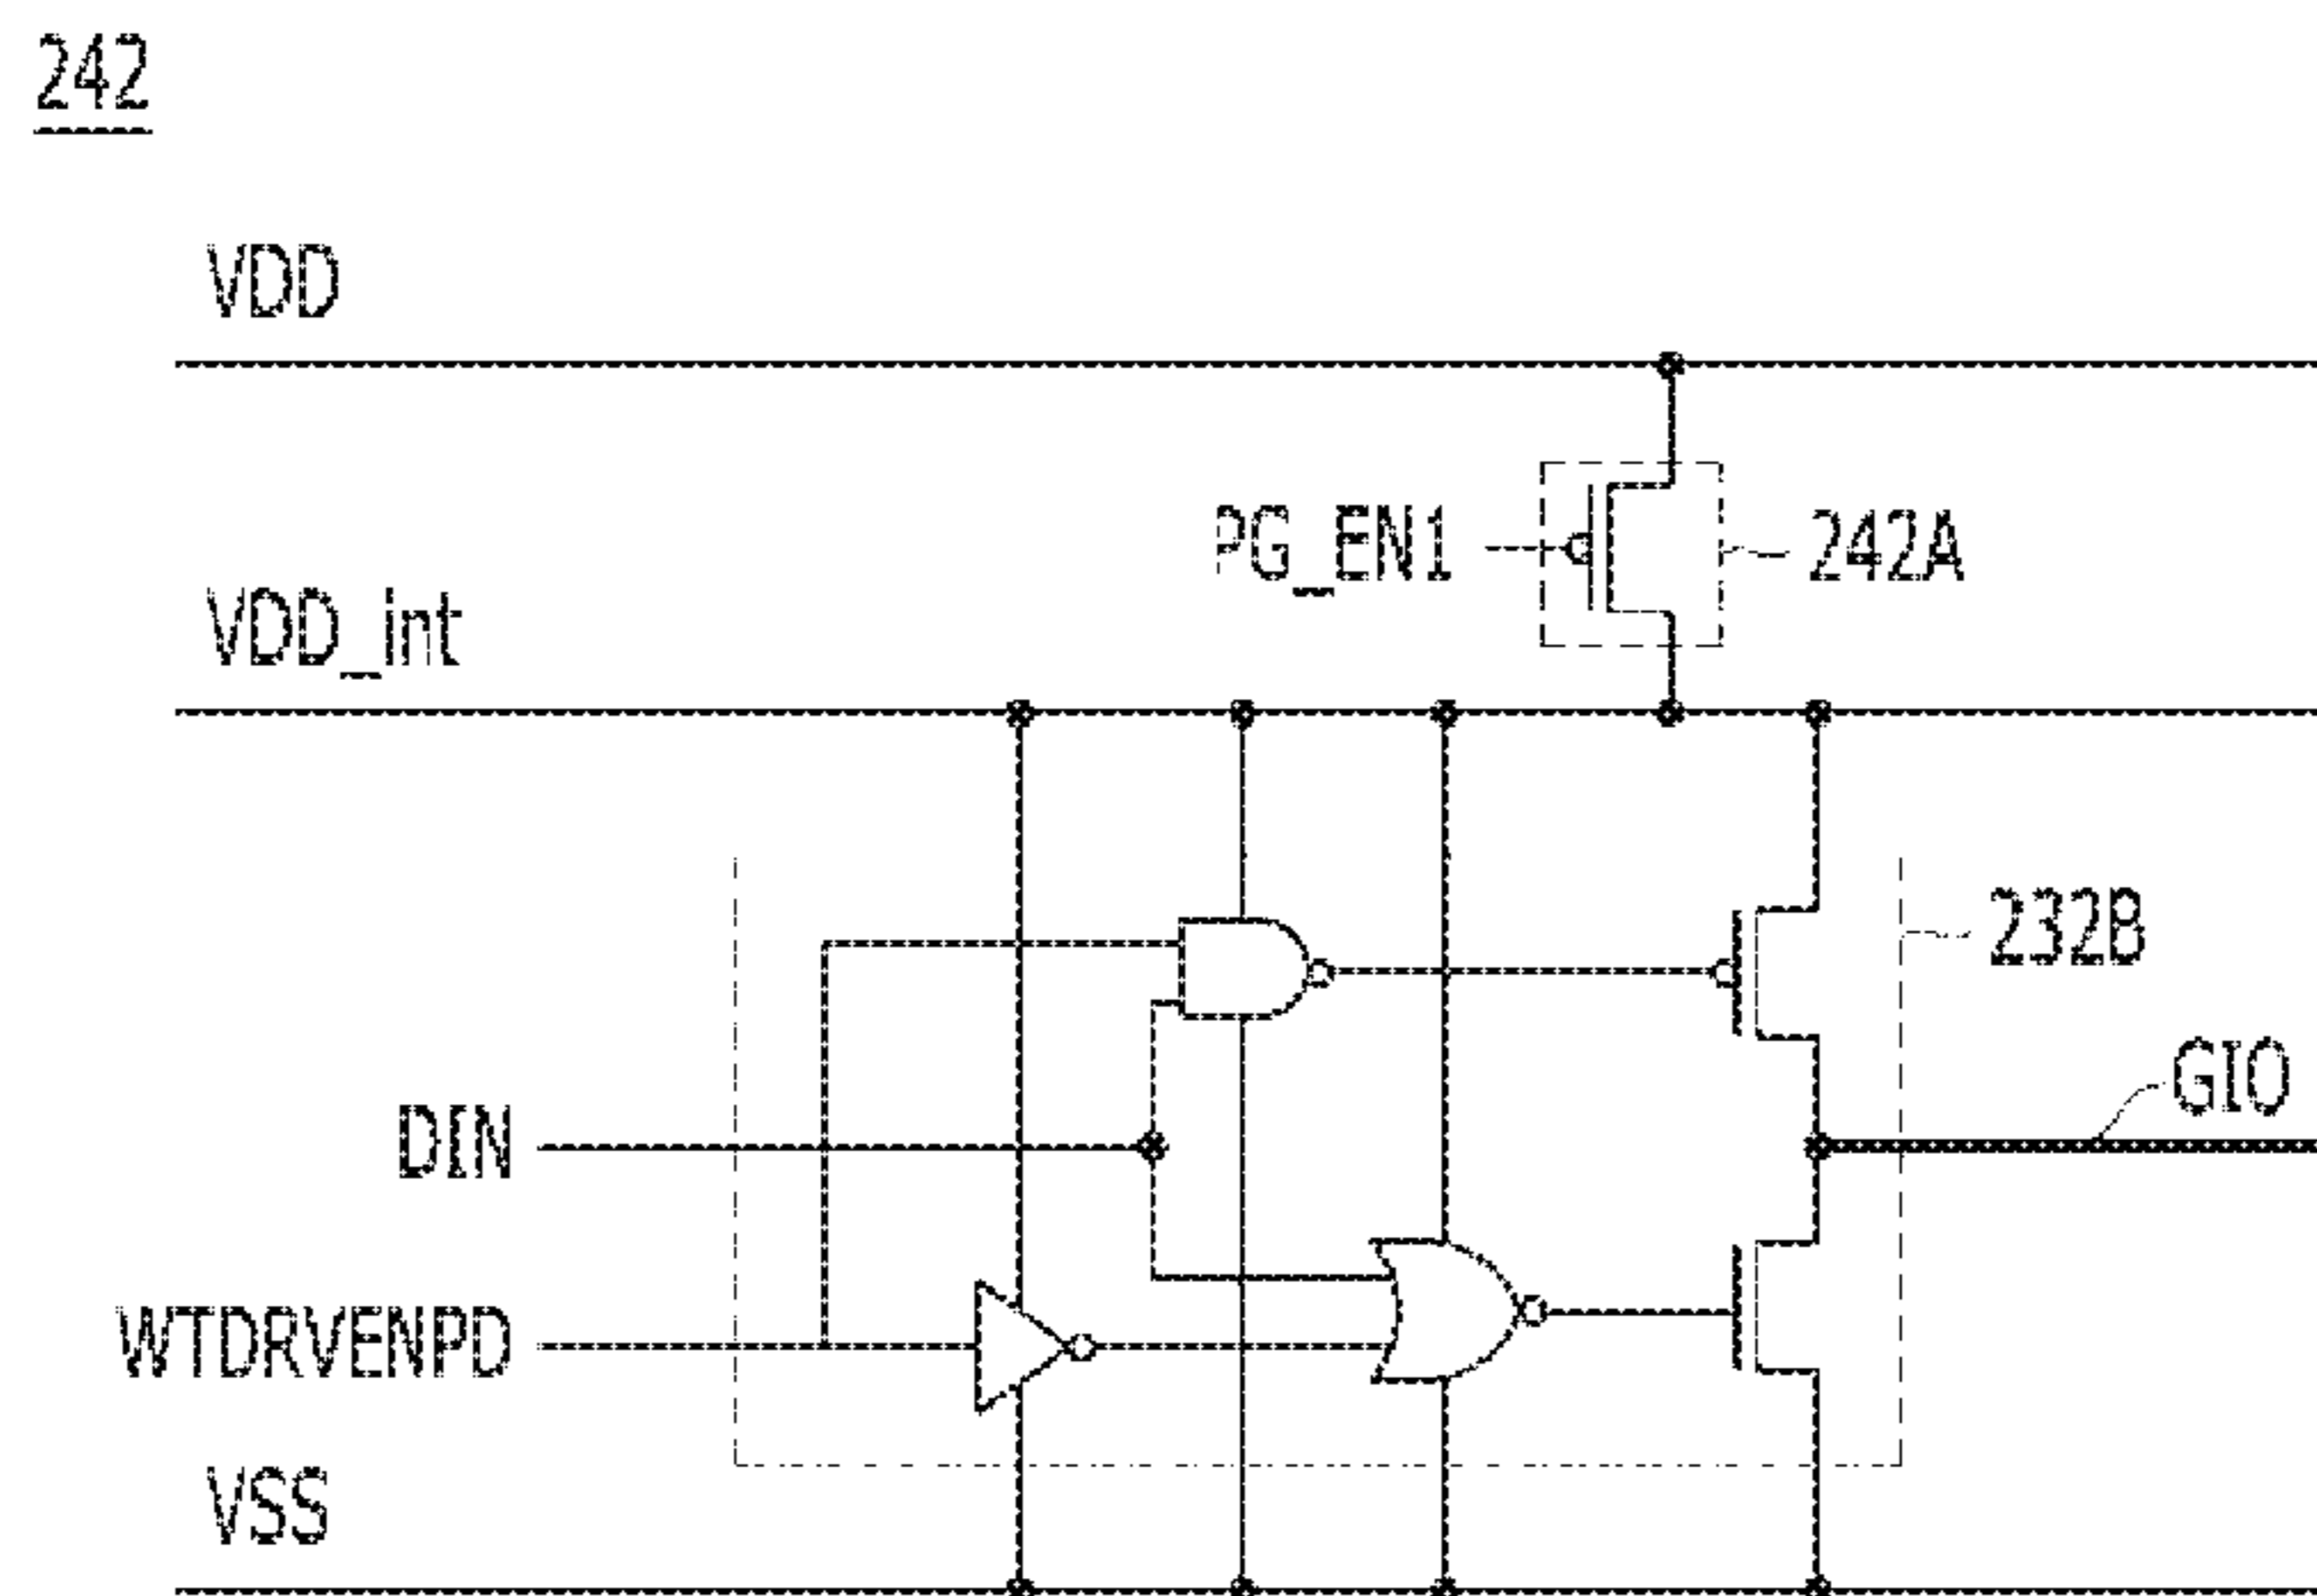 242
VDD
PG_EN1
242A
VDD_int
232B
GIO
DIN
WTDRVENPD
VSS